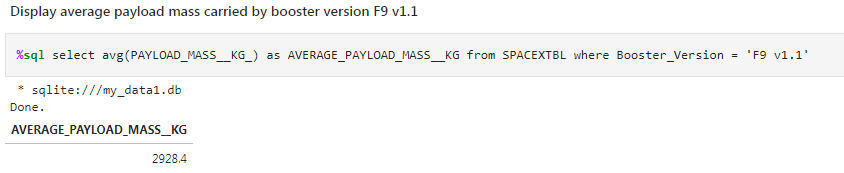 Display average payload mass carried by booster version F9 v1.1
%sql select avg(PAYLOAD_MASS__KG_) as AVERAGE_PAYLOAD_MASS__KG from SPACEXTBL where Booster_Version = 'F9 v1.1'
* sqlite:///my_data1.db
Done.
AVERAGE_PAYLOAD_MASS__KG
2928.4